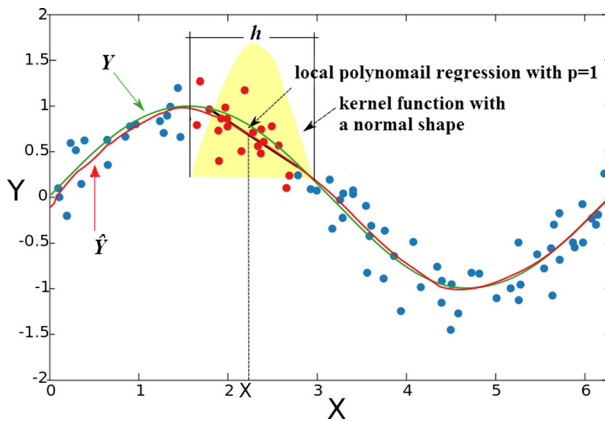 2
1.5
1
0.5
0
-0.5
-1
-1.5
-2
Y
h
Y
local polynomail regression with p=1
kernel function with
a normal shape
Ŷ
0
1
2
X
3
4
5
6
X